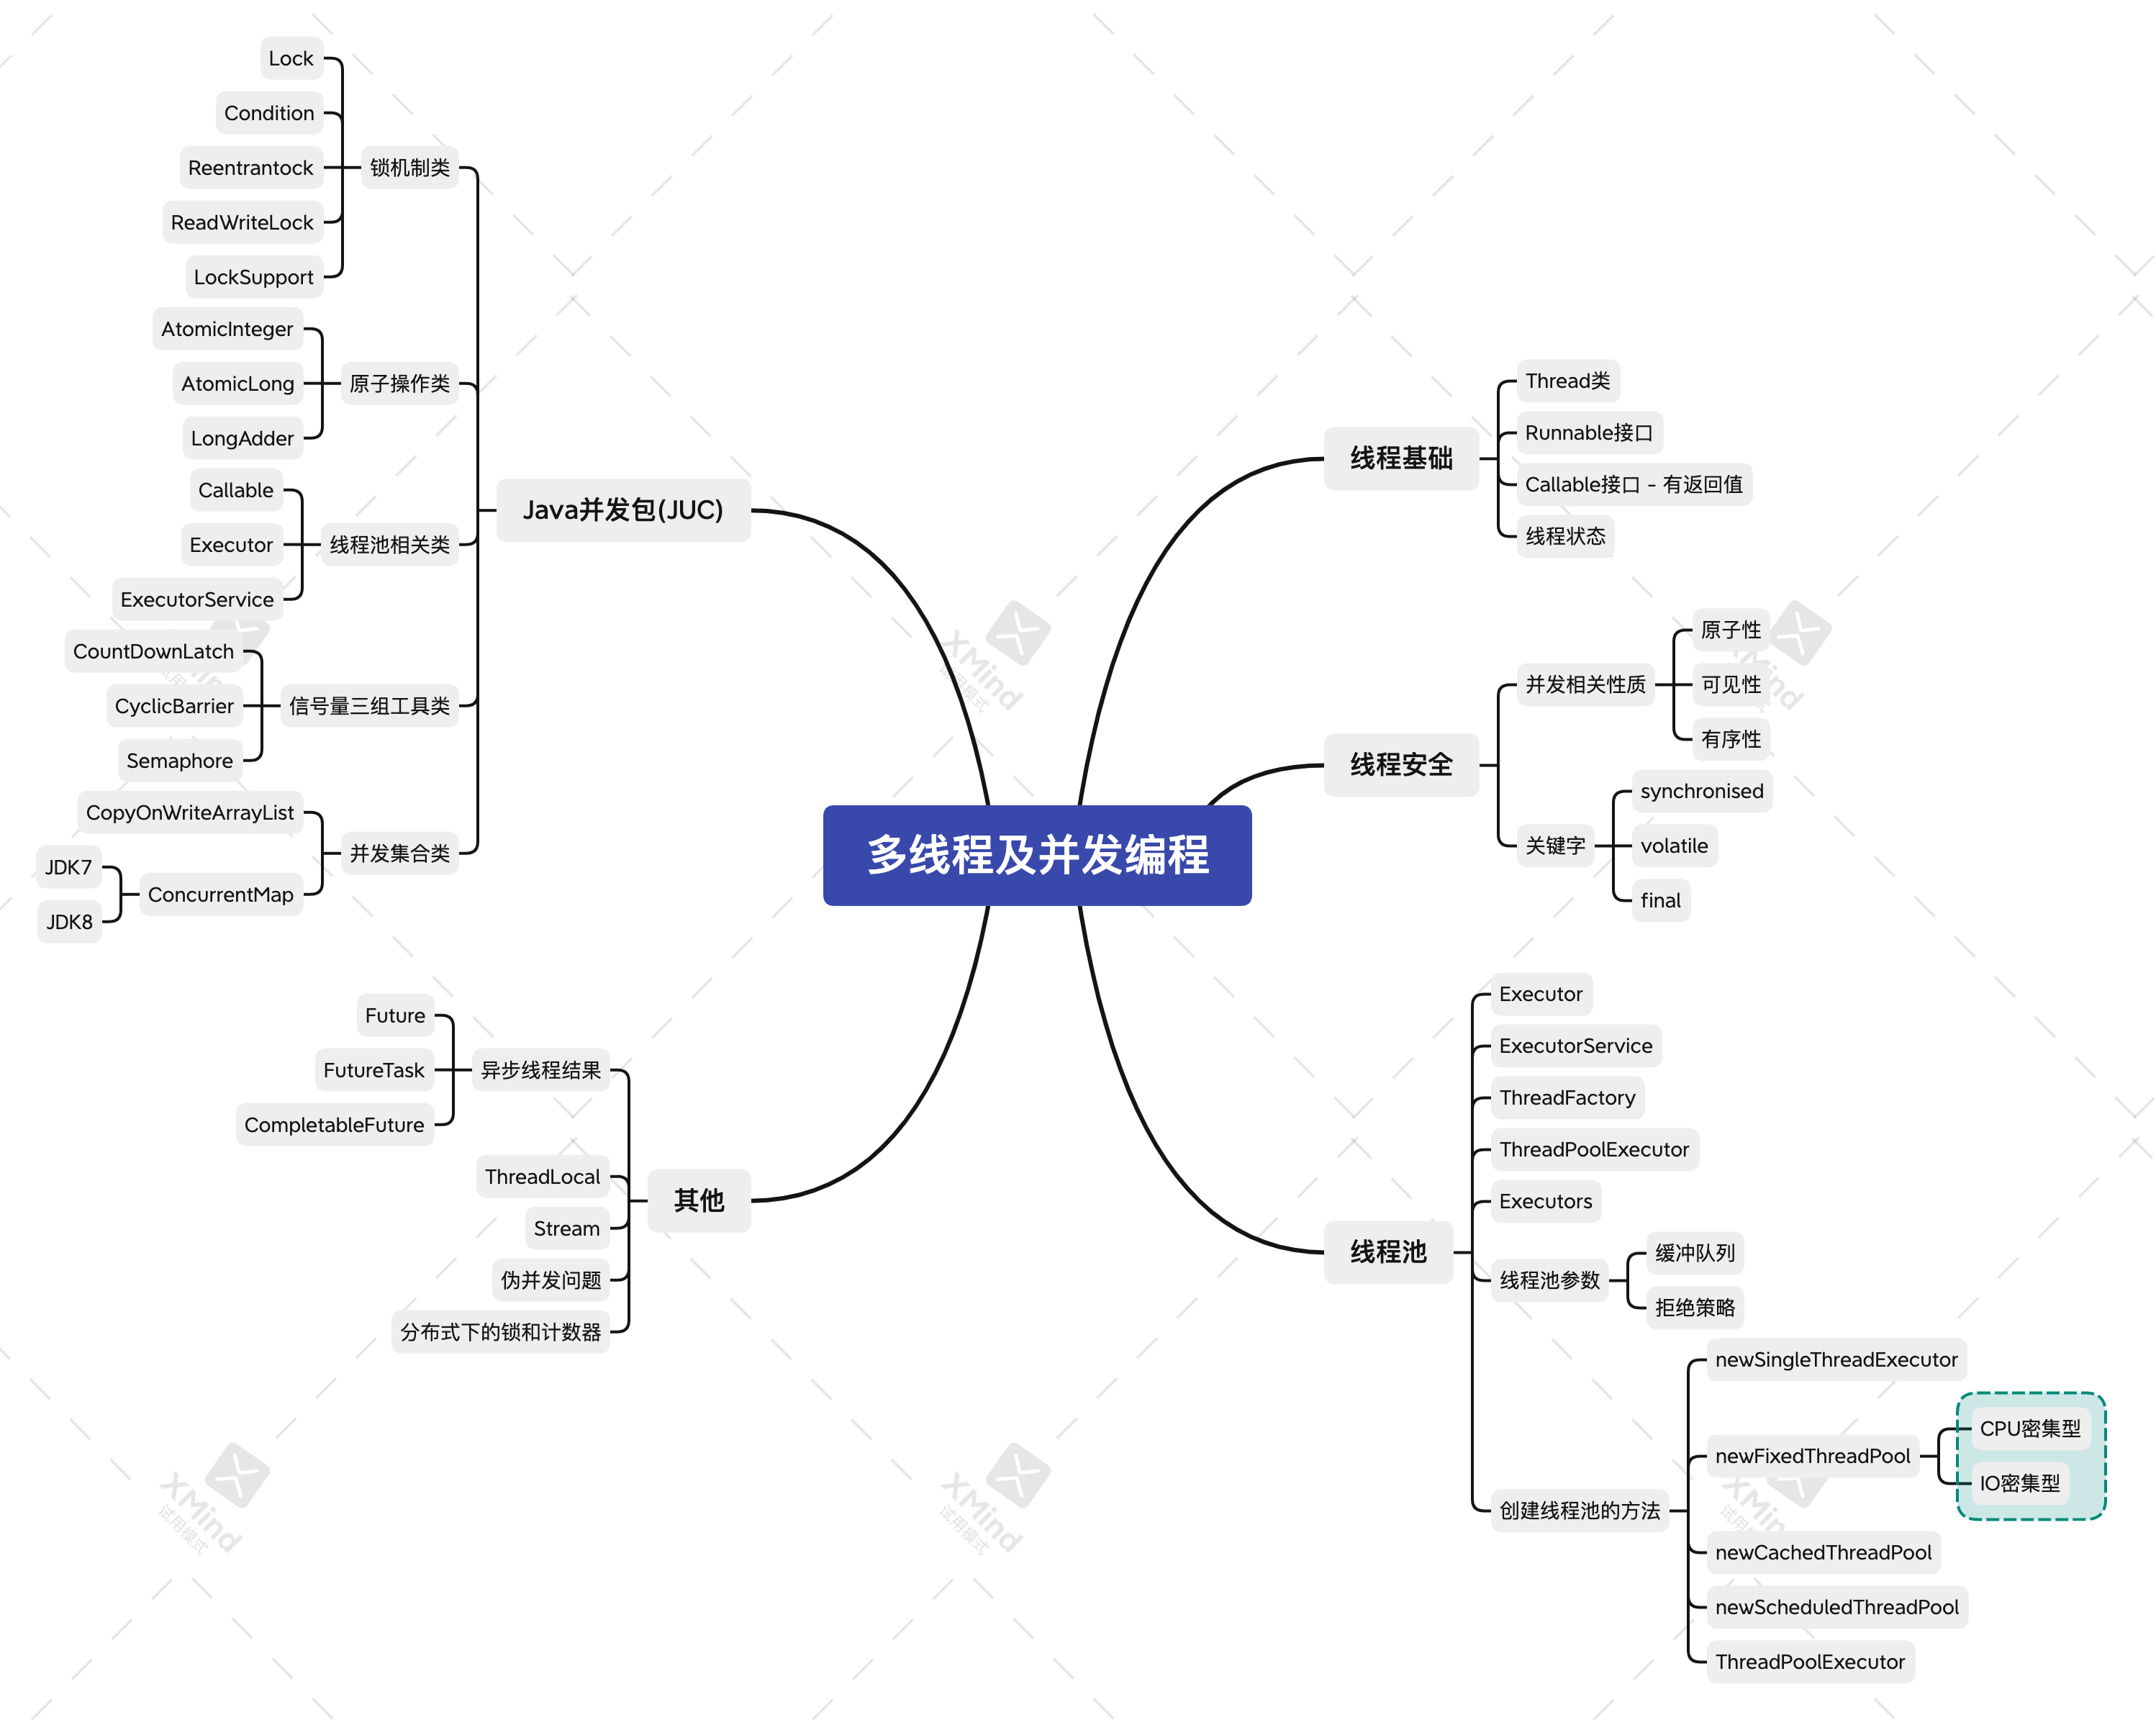 多线程及并发编程
线程基础
Thread类
Runnable接口
Callable接口 - 有返回值
线程状态
线程安全
并发相关性质
原子性
可见性
有序性
关键字
synchronised
volatile
final
线程池
Executor
ExecutorService
ThreadFactory
ThreadPoolExecutor
Executors
线程池参数
缓冲队列
拒绝策略
创建线程池的方法
newSingleThreadExecutor
newFixedThreadPool
CPU密集型
IO密集型
newCachedThreadPool
newScheduledThreadPool
ThreadPoolExecutor
Java并发包(JUC)
锁机制类
Lock
Condition
Reentrantock
ReadWriteLock
LockSupport
原子操作类
AtomicInteger
AtomicLong
LongAdder
线程池相关类
Callable
Executor
ExecutorService
信号量三组工具类
CountDownLatch
CyclicBarrier
Semaphore
并发集合类
CopyOnWriteArrayList
ConcurrentMap
JDK7
JDK8
其他
异步线程结果
Future
FutureTask
CompletableFuture
ThreadLocal
Stream
伪并发问题
分布式下的锁和计数器
XMind
试用模式
XMind
试用模式
XMind
试用模式